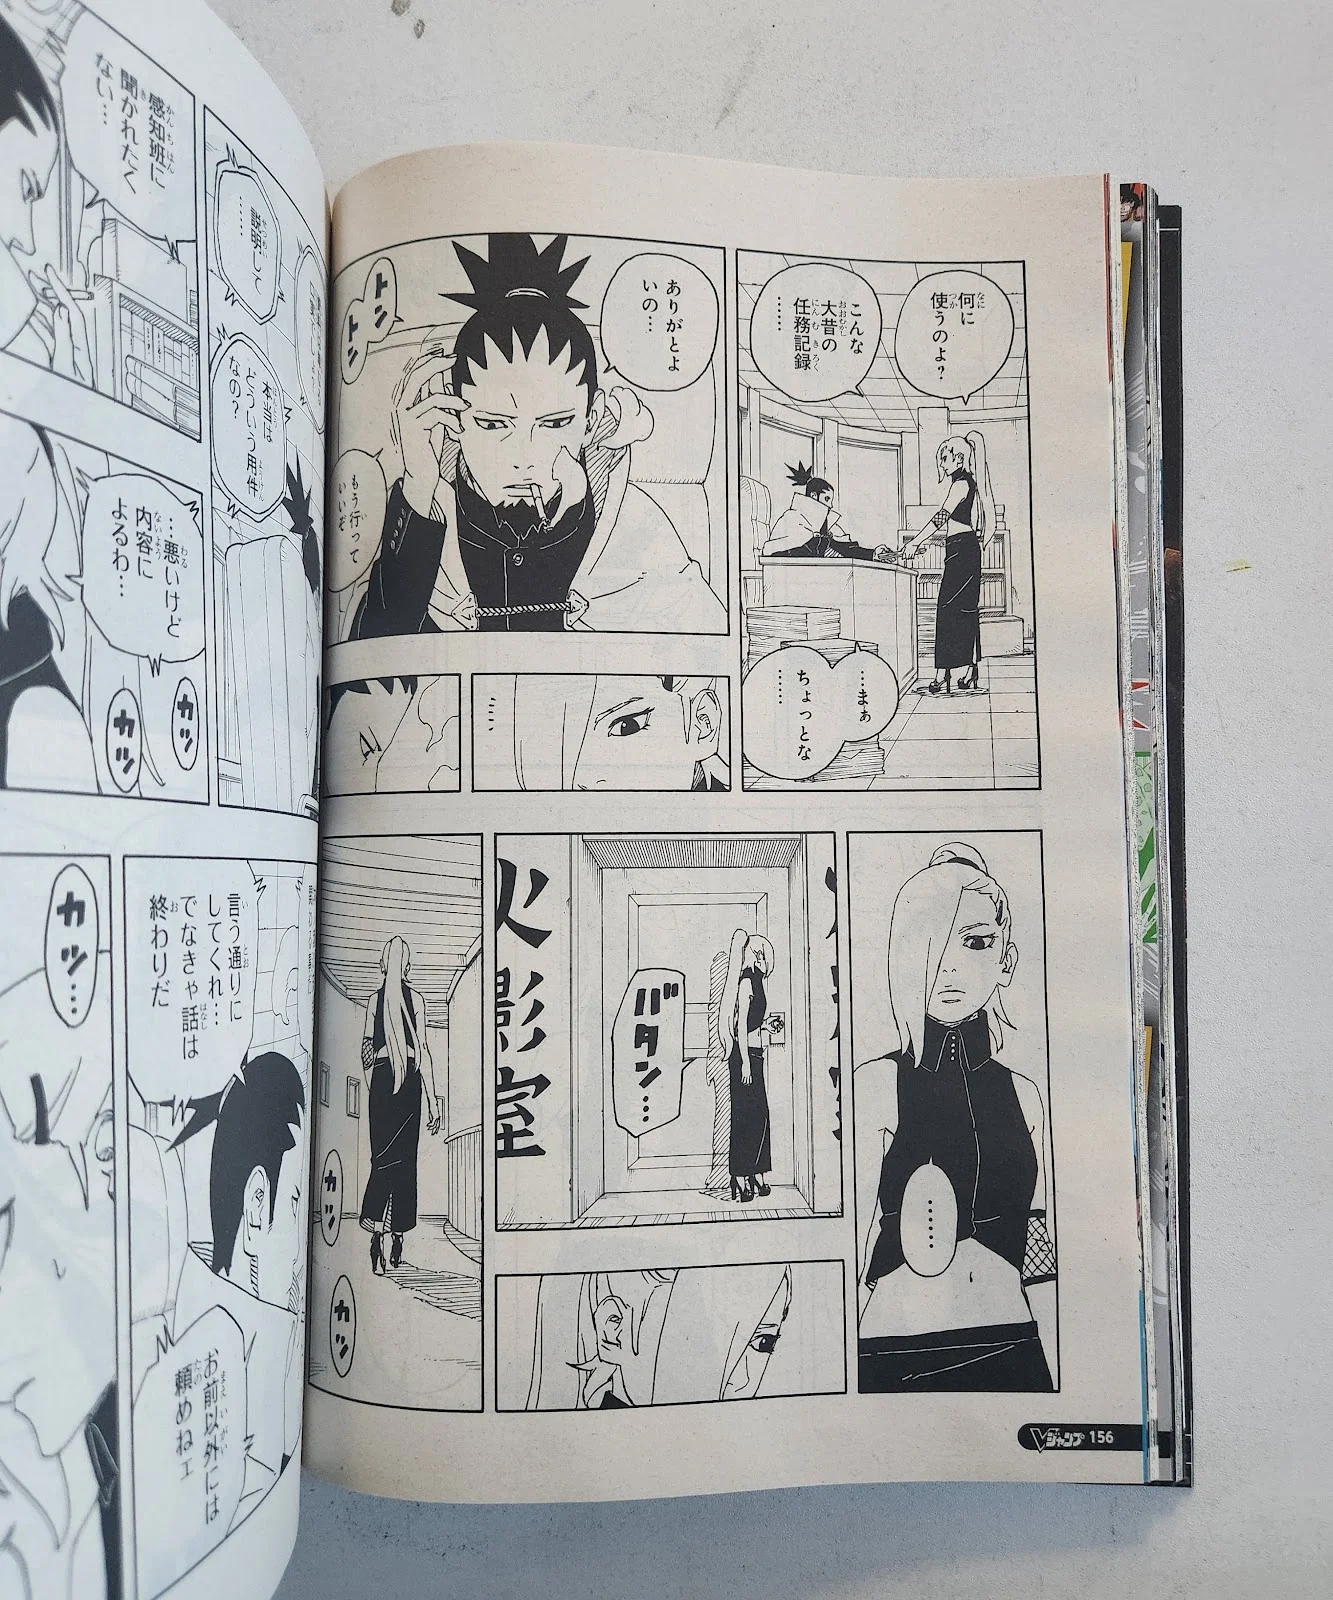 何に
使うのよ?
こんな
大昔の
任務記録
……
…まぁ
ちょっとな
……
ありがとよ
いの…
トントン
もう行って
いいぞ
……
バタン…
火影室
カッ
カッ
Vジャンプ 156
説明して
……
本当は
どういう用件
なの?
感知班に
聞かれたく
ない…
…悪いけど
内容に
よるわ…
カッ
カッ
言う通りに
してくれ…
でなきゃ話は
終わりだ
お前以外には
頼めねェ
カッ…